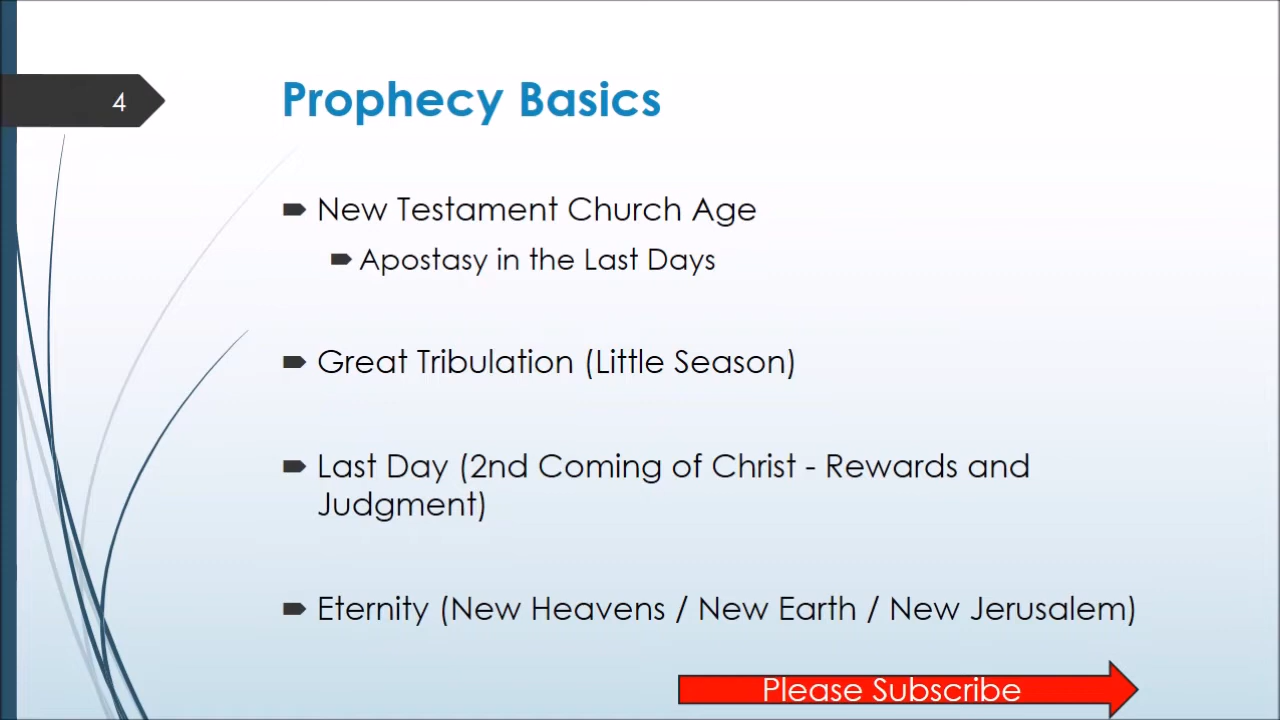 4
Prophecy Basics
New Testament Church Age
Apostasy in the Last Days
Great Tribulation (Little Season)
Last Day (2nd Coming of Christ - Rewards and
Judgment)
Eternity (New Heavens / New Earth / New Jerusalem)
Please Subscribe